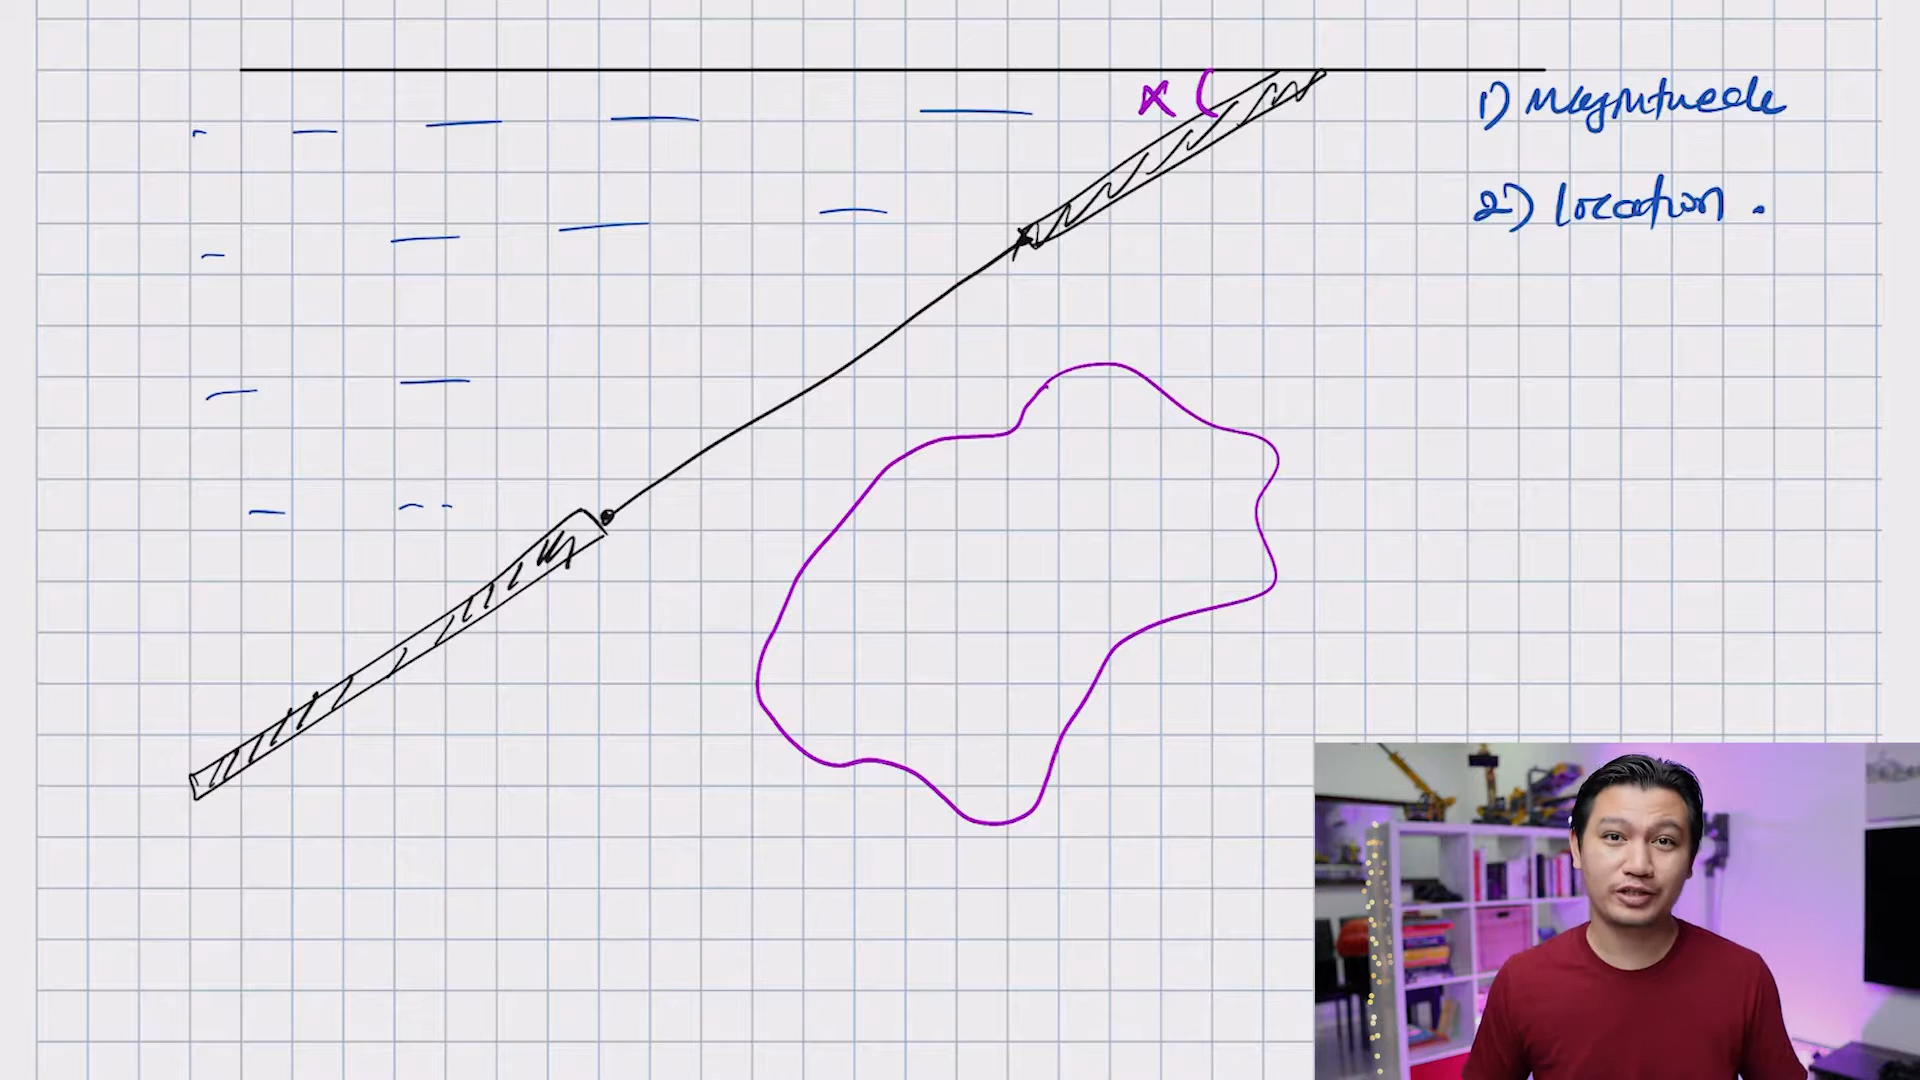 α
1) Magnitude
2) location .